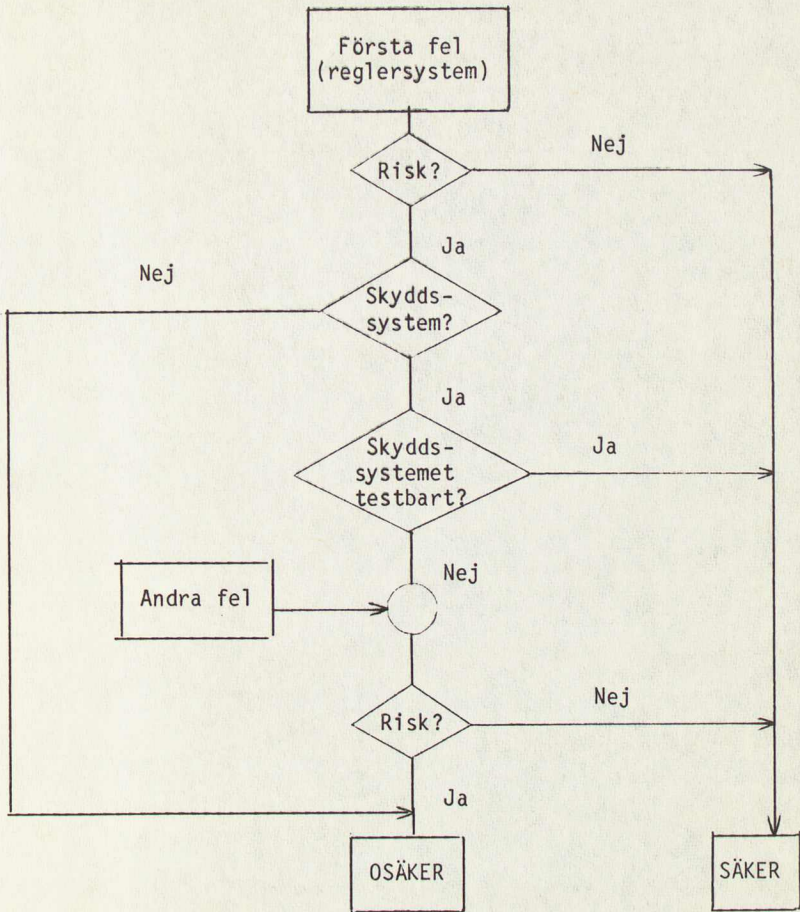 Första fel
(reglersystem)
Nej
Risk?
Ja
Nej
Skydds-
system?
Ja
Skydds-
systemet
testbart?
Ja
Nej
Andra fel
Nej
Risk?
Ja
OSÄKER
SÄKER